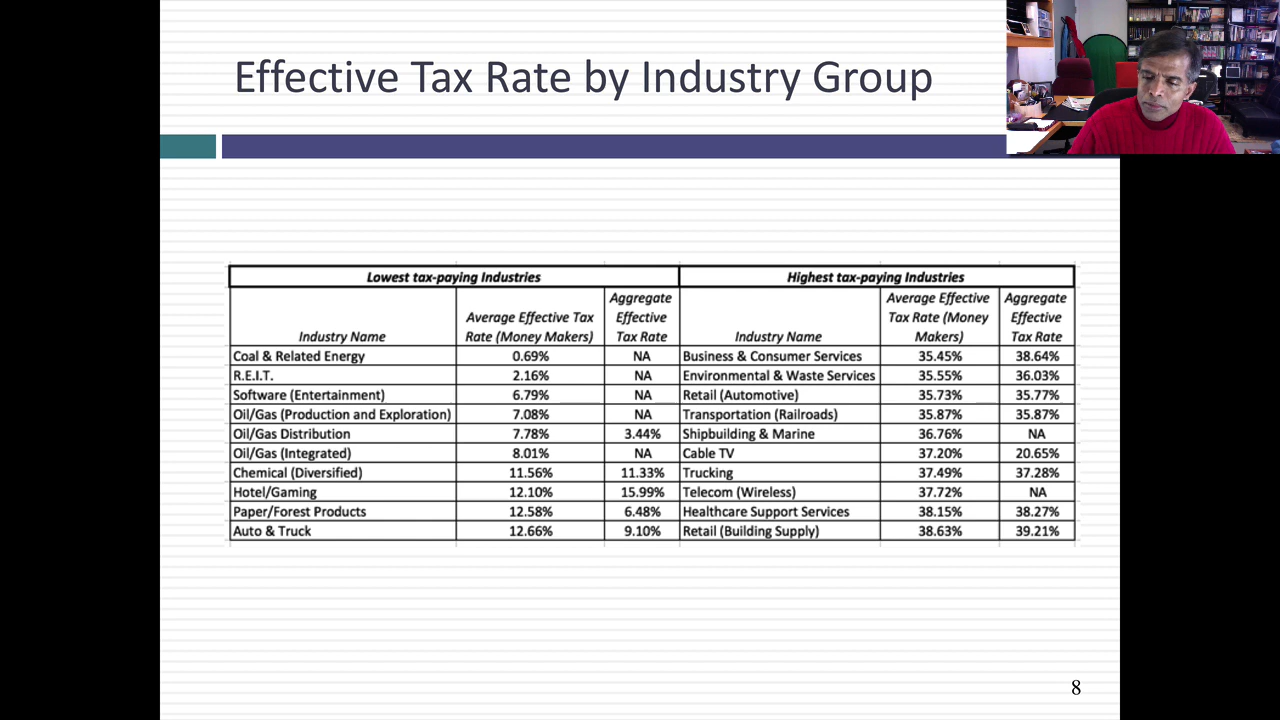 Effective Tax Rate by Industry Group
Lowest tax-paying Industries Highest tax-paying Industries
Industry Name Average Effective Tax Rate (Money Makers) Aggregate Effective Tax Rate Industry Name Average Effective Tax Rate (Money Makers) Aggregate Effective Tax Rate
Coal & Related Energy 0.69% NA Business & Consumer Services 35.45% 38.64%
R.E.I.T. 2.16% NA Environmental & Waste Services 35.55% 36.03%
Software (Entertainment) 6.79% NA Retail (Automotive) 35.73% 35.77%
Oil/Gas (Production and Exploration) 7.08% NA Transportation (Railroads) 35.87% 35.87%
Oil/Gas Distribution 7.78% 3.44% Shipbuilding & Marine 36.76% NA
Oil/Gas (Integrated) 8.01% NA Cable TV 37.20% 20.65%
Chemical (Diversified) 11.56% 11.33% Trucking 37.49% 37.28%
Hotel/Gaming 12.10% 15.99% Telecom (Wireless) 37.72% NA
Paper/Forest Products 12.58% 6.48% Healthcare Support Services 38.15% 38.27%
Auto & Truck 12.66% 9.10% Retail (Building Supply) 38.63% 39.21%
8